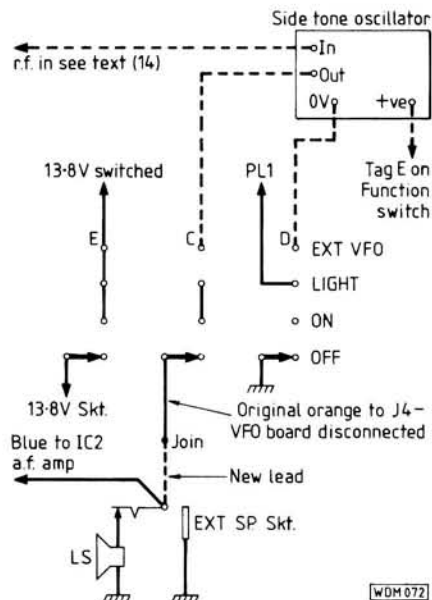 Side tone oscillator
In
r.f. in see text (14)
Out
0V
+ve
13·8V switched
PL1
Tag E on
Function
switch
E
C
D
EXT VFO
LIGHT
ON
OFF
13·8V Skt.
Original orange to J4-
VFO board disconnected
Blue to IC2
a.f. amp
Join
New lead
EXT SP Skt.
LS
WDM072